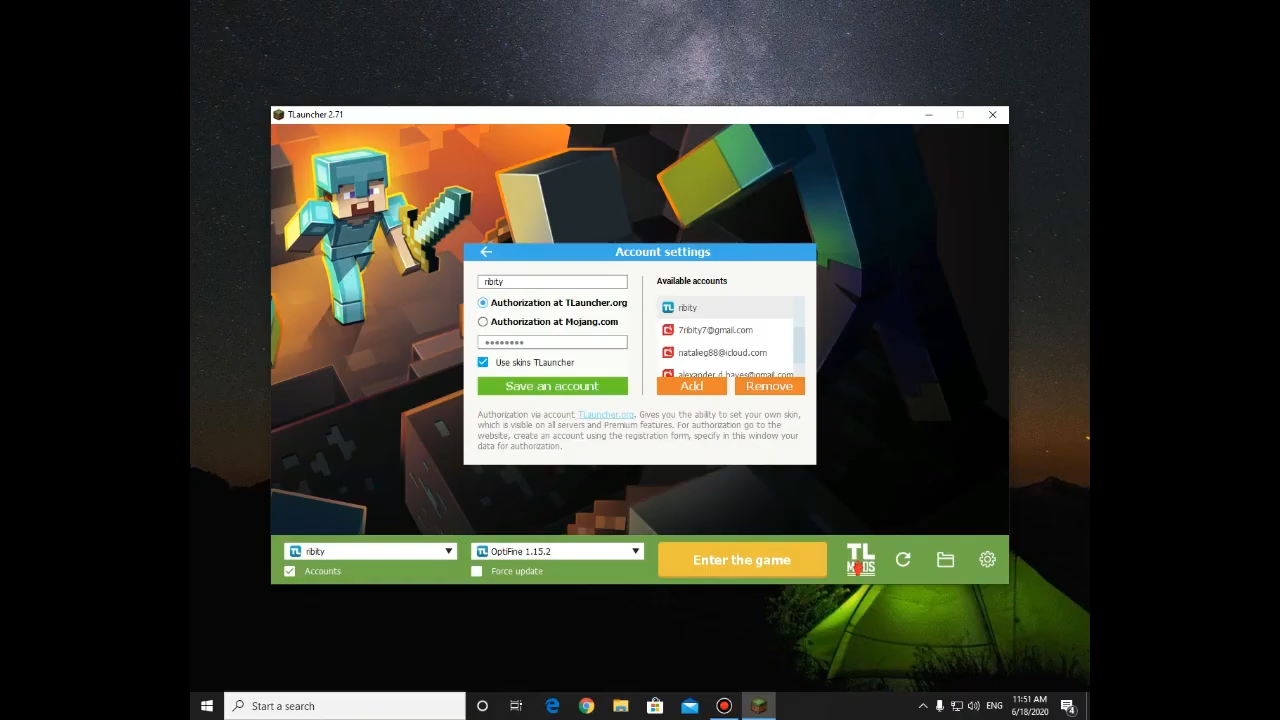 TLauncher 2.71
Account settings
ribity
Authorization at TLauncher.org
Authorization at Mojang.com
Use skins TLauncher
Save an account
Available accounts
ribity
7ribity7@gmail.com
natalieg88@icloud.com
alexander.d.hayes@gmail.com
Add Remove
Authorization via account TLauncher.org. Gives you the ability to set your own skin,
which is visible on all servers and Premium features. For authorization go to the
website, create an account using the registration form, specify in this window your
data for authorization.
ribity
Accounts
OptiFine 1.15.2
Force update
Enter the game
TL
MODS
Start a search
ENG
11:51 AM
6/18/2020
4